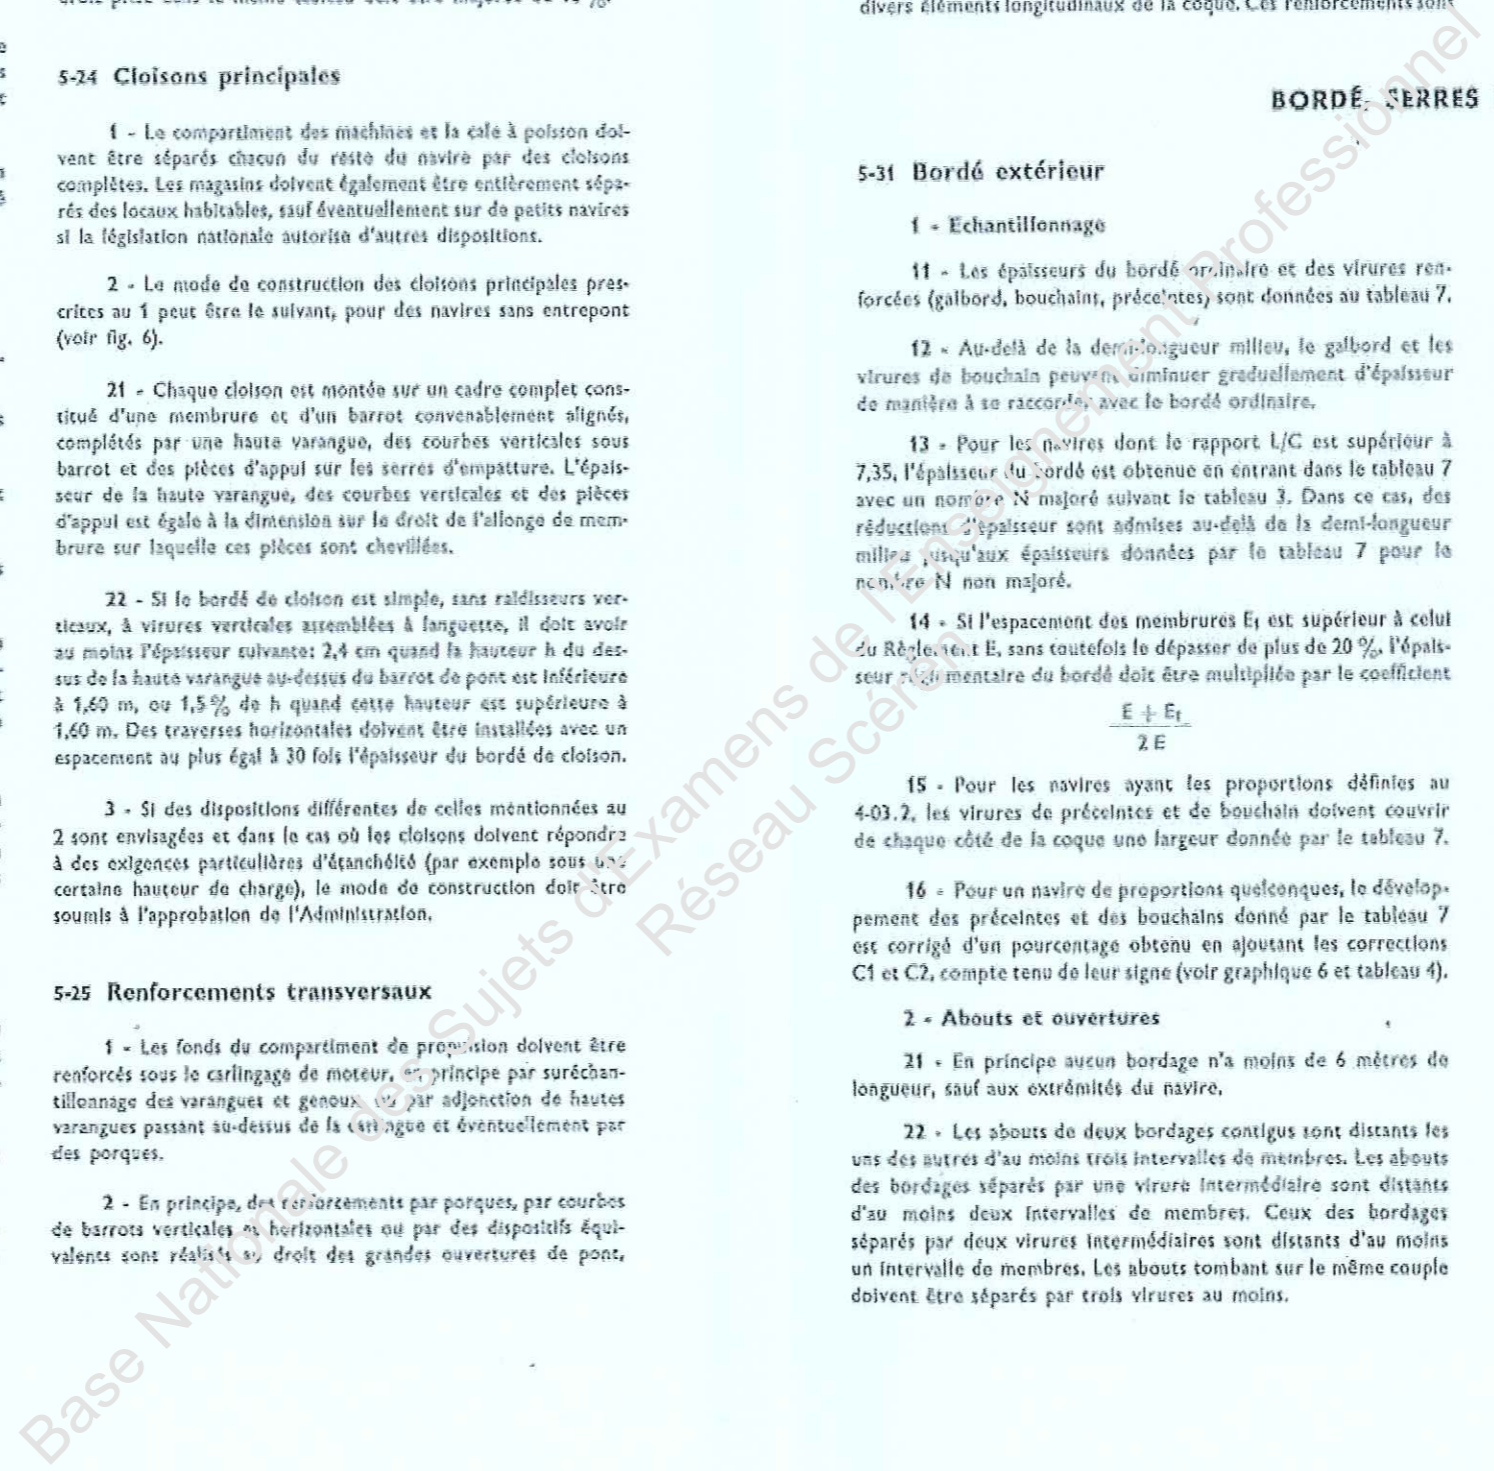 5-24 Cloisons principales
1 - Le compartiment des machines et la cale à poisson doi-
vent être séparés chacun du reste du navire par des cloisons
complètes. Les magasins doivent également être entièrement sépa-
rés des locaux habitables, sauf éventuellement sur de petits navires
si la législation nationale autorise d'autres dispositions.
2 - Le mode de construction des cloisons principales pres-
crites au 1 peut être le suivant, pour des navires sans entrepont
(voir fig. 6).
21 - Chaque cloison est montée sur un cadre complet cons-
titué d'une membrure et d'un barrot convenablement alignés,
complétés par une haute varangue, des courbes verticales sous
barrot et des pièces d'appui sur les serres d'empatture. L'épais-
seur de la haute varangue, des courbes verticales et des pièces
d'appui est égale à la dimension sur le droit de l'allonge de mem-
brure sur laquelle ces pièces sont chevillées.
22 - Si le bordé de cloison est simple, sans raidisseurs ver-
ticaux, à virures verticales assemblées à languette, il doit avoir
au moins l'épaisseur suivante: 2,4 cm quand la hauteur h du des-
sus de la haute varangue au-dessus du barrot de pont est inférieure
à 1,60 m, ou 1,5% de h quand cette hauteur est supérieure à
1,60 m. Des traverses horizontales doivent être installées avec un
espacement au plus égal à 30 fois l'épaisseur du bordé de cloison.
3 - Si des dispositions différentes de celles mentionnées au
2 sont envisagées et dans le cas où les cloisons doivent répondre
à des exigences particulières d'étanchéité (par exemple sous une
certaine hauteur de charge), le mode de construction doit être
soumis à l'approbation de l'Administration.
5-25 Renforcements transversaux
1 - Les fonds du compartiment de propulsion doivent être
renforcés sous le carlingage de moteur, en principe par suréchan-
tillonnage des varangues et genoux ou par adjonction de hautes
varangues passant au-dessus de la carlingue et éventuellement par
des porques.
2 - En principe, des renforcements par porques, par courbes
de barrots verticales ou horizontales ou par des dispositifs équi-
valents sont réalisés au droit des grandes ouvertures de pont,
divers éléments longitudinaux de la coque. Ces renforcements sont
BORDÉ, SERRES
5-31 Bordé extérieur
1 - Echantillonnage
11 - Les épaisseurs du bordé ordinaire et des virures ren-
forcées (galbord, bouchains, préceintes) sont données au tableau 7.
12 - Au-delà de la demi-longueur milieu, le galbord et les
virures de bouchain peuvent diminuer graduellement d'épaisseur
de manière à se raccorder avec le bordé ordinaire.
13 - Pour les navires dont le rapport L/C est supérieur à
7,35, l'épaisseur du bordé est obtenue en entrant dans le tableau 7
avec un nombre N majoré suivant le tableau 3. Dans ce cas, des
réductions d'épaisseur sont admises au-delà de la demi-longueur
milieu jusqu'aux épaisseurs données par le tableau 7 pour le
nombre N non majoré.
14 - Si l'espacement des membrures E₁ est supérieur à celui
du Règlement E, sans toutefois le dépasser de plus de 20 %, l'épais-
seur réglementaire du bordé doit être multipliée par le coefficient
E + E₁
2 E
15 - Pour les navires ayant les proportions définies au
4-03.2, les virures de préceintes et de bouchain doivent couvrir
de chaque côté de la coque une largeur donnée par le tableau 7.
16 - Pour un navire de proportions quelconques, le dévelop-
pement des préceintes et des bouchains donné par le tableau 7
est corrigé d'un pourcentage obtenu en ajoutant les corrections
C1 et C2, compte tenu de leur signe (voir graphique 6 et tableau 4).
2 - Abouts et ouvertures
21 - En principe aucun bordage n'a moins de 6 mètres de
longueur, sauf aux extrémités du navire.
22 - Les abouts de deux bordages contigus sont distants les
uns des autres d'au moins trois intervalles de membres. Les abouts
des bordages séparés par une virure intermédiaire sont distants
d'au moins deux intervalles de membres. Ceux des bordages
séparés par deux virures intermédiaires sont distants d'au moins
un intervalle de membres. Les abouts tombant sur le même couple
doivent être séparés par trois virures au moins.
Base Nationale des Sujets d'Examens de l'Enseignement Professionnel
Réseau Scéren